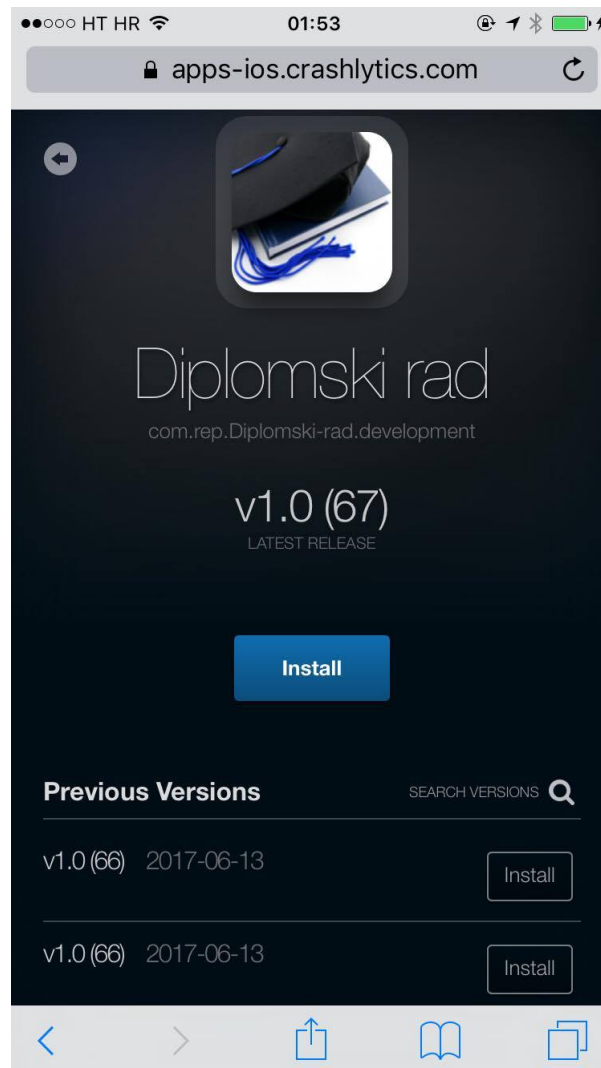 HT HR 01:53
apps-ios.crashlytics.com
Diplomski rad
com.rep.Diplomski-rad.development
v1.0 (67)
LATEST RELEASE
Install
Previous Versions SEARCH VERSIONS
v1.0 (66) 2017-06-13 Install
v1.0 (66) 2017-06-13 Install